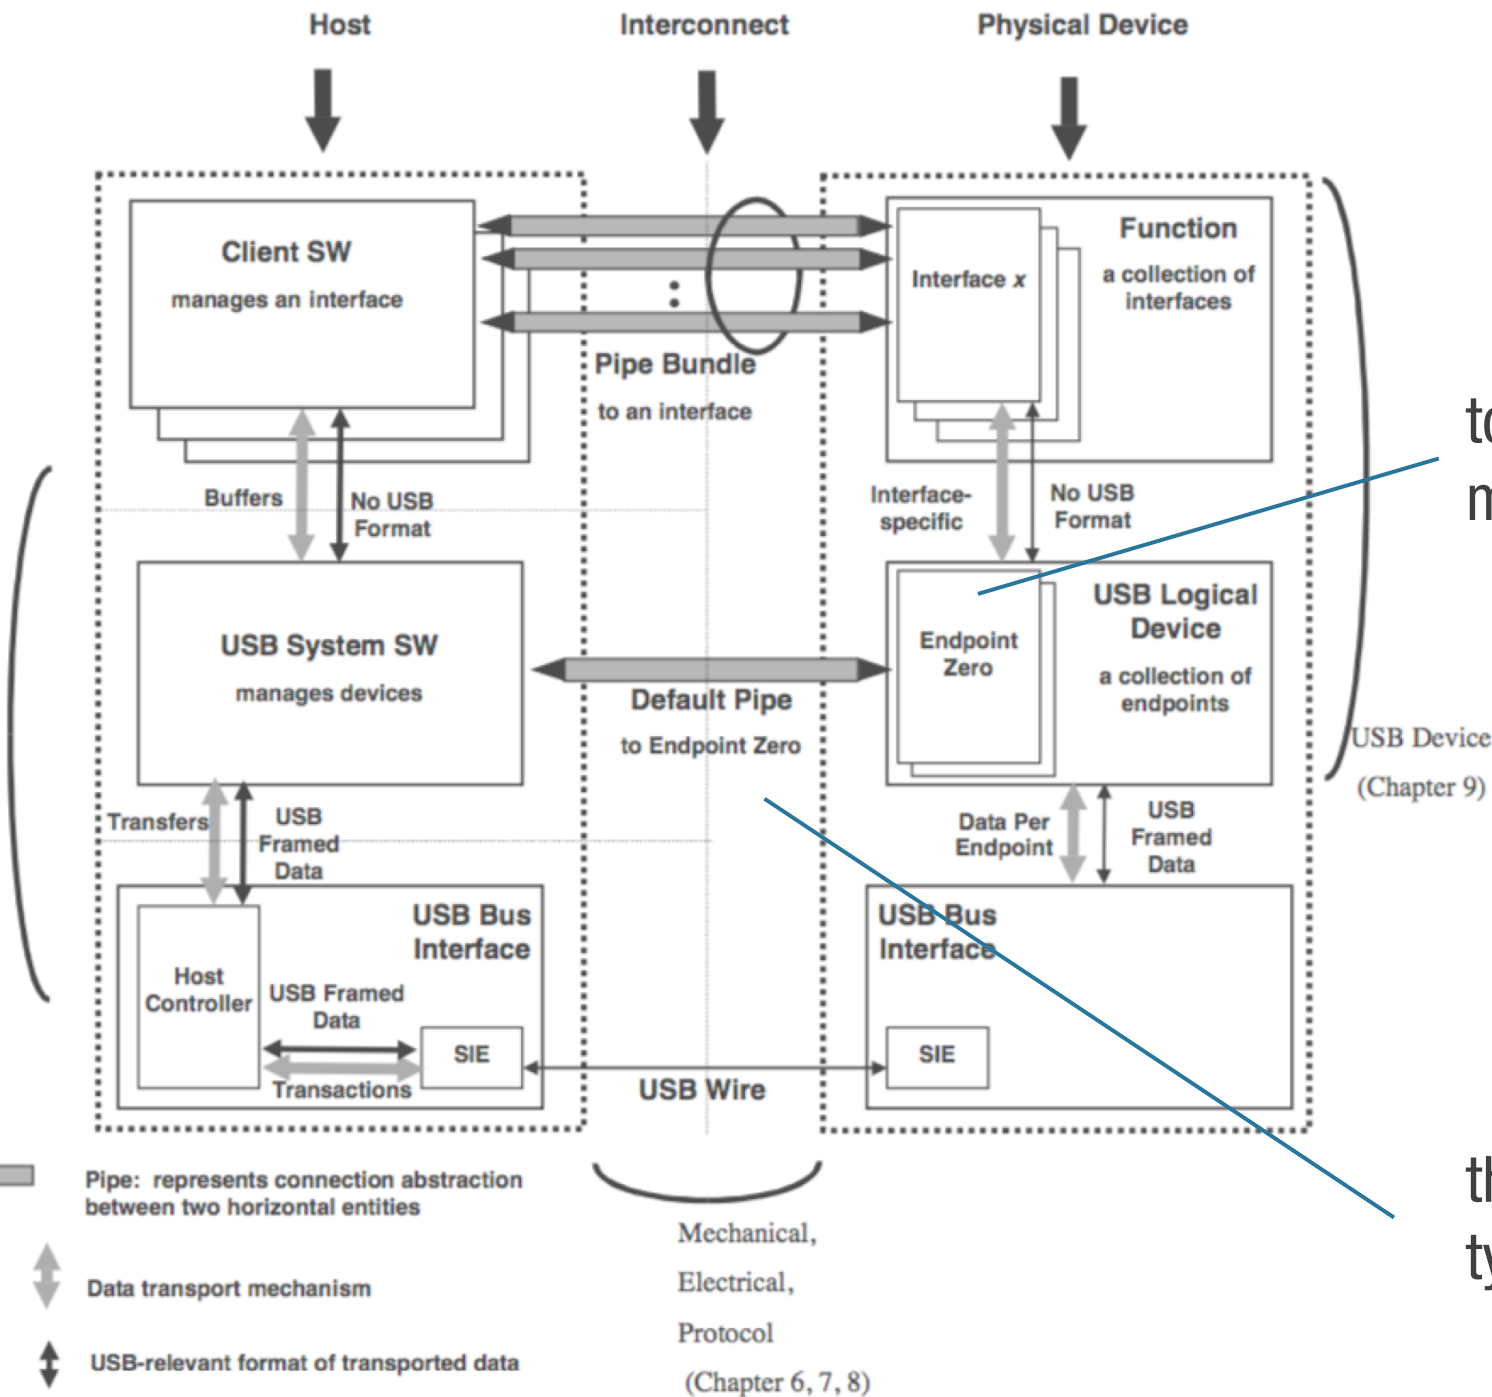 Host
Interconnect
Physical Device
Client SW
manages an interface
Interface x
Function
a collection of
interfaces
Pipe Bundle
to an interface
Buffers
No USB
Format
Interface-
specific
No USB
Format
USB System SW
manages devices
Default Pipe
to Endpoint Zero
Endpoint
Zero
USB Logical
Device
a collection of
endpoints
USB Device
(Chapter 9)
Transfers
USB
Framed
Data
Data Per
Endpoint
USB
Framed
Data
USB Bus
Interface
Host
Controller
USB Framed
Data
SIE
Transactions
USB Wire
USB Bus
Interface
SIE
Pipe: represents connection abstraction
between two horizontal entities
Data transport mechanism
USB-relevant format of transported data
Mechanical,
Electrical,
Protocol
(Chapter 6, 7, 8)